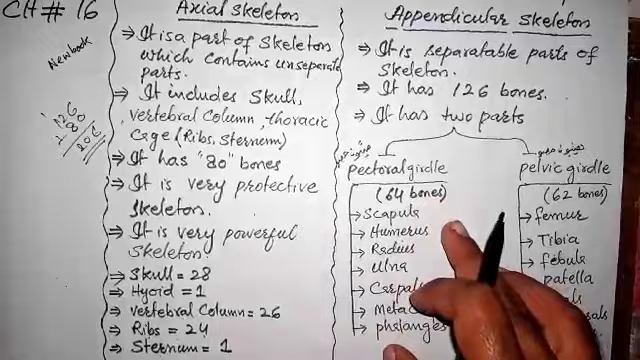 CH# 16
Newbook
126
+ 80
206
Axial Skeleton
⇒ It is a part of Skeleton
which contains unseparate
parts.
⇒ It includes Skull,
vertebral Column, thoracic
Cage (Ribs, Sternum)
⇒ It has "80" bones
⇒ It is very protective
Skeleton.
⇒ It is very powerful
Skeleton.
⇒ Skull = 28
⇒ Hyoid = 1
⇒ vertebral Column = 26
⇒ Ribs = 24
⇒ Sternum = 1
Appendicular Skeleton
⇒ It is separatable parts of
Skeleton.
⇒ It has 126 bones.
⇒ It has two parts
pectoral girdle
(64 bones)
→ Scapula
→ Humerus
→ Radius
→ Ulna
→ Carpals
→ Meta
→ phalanges
pelvic girdle
(62 bones)
→ femur
→ Tibia
→ febula
patella